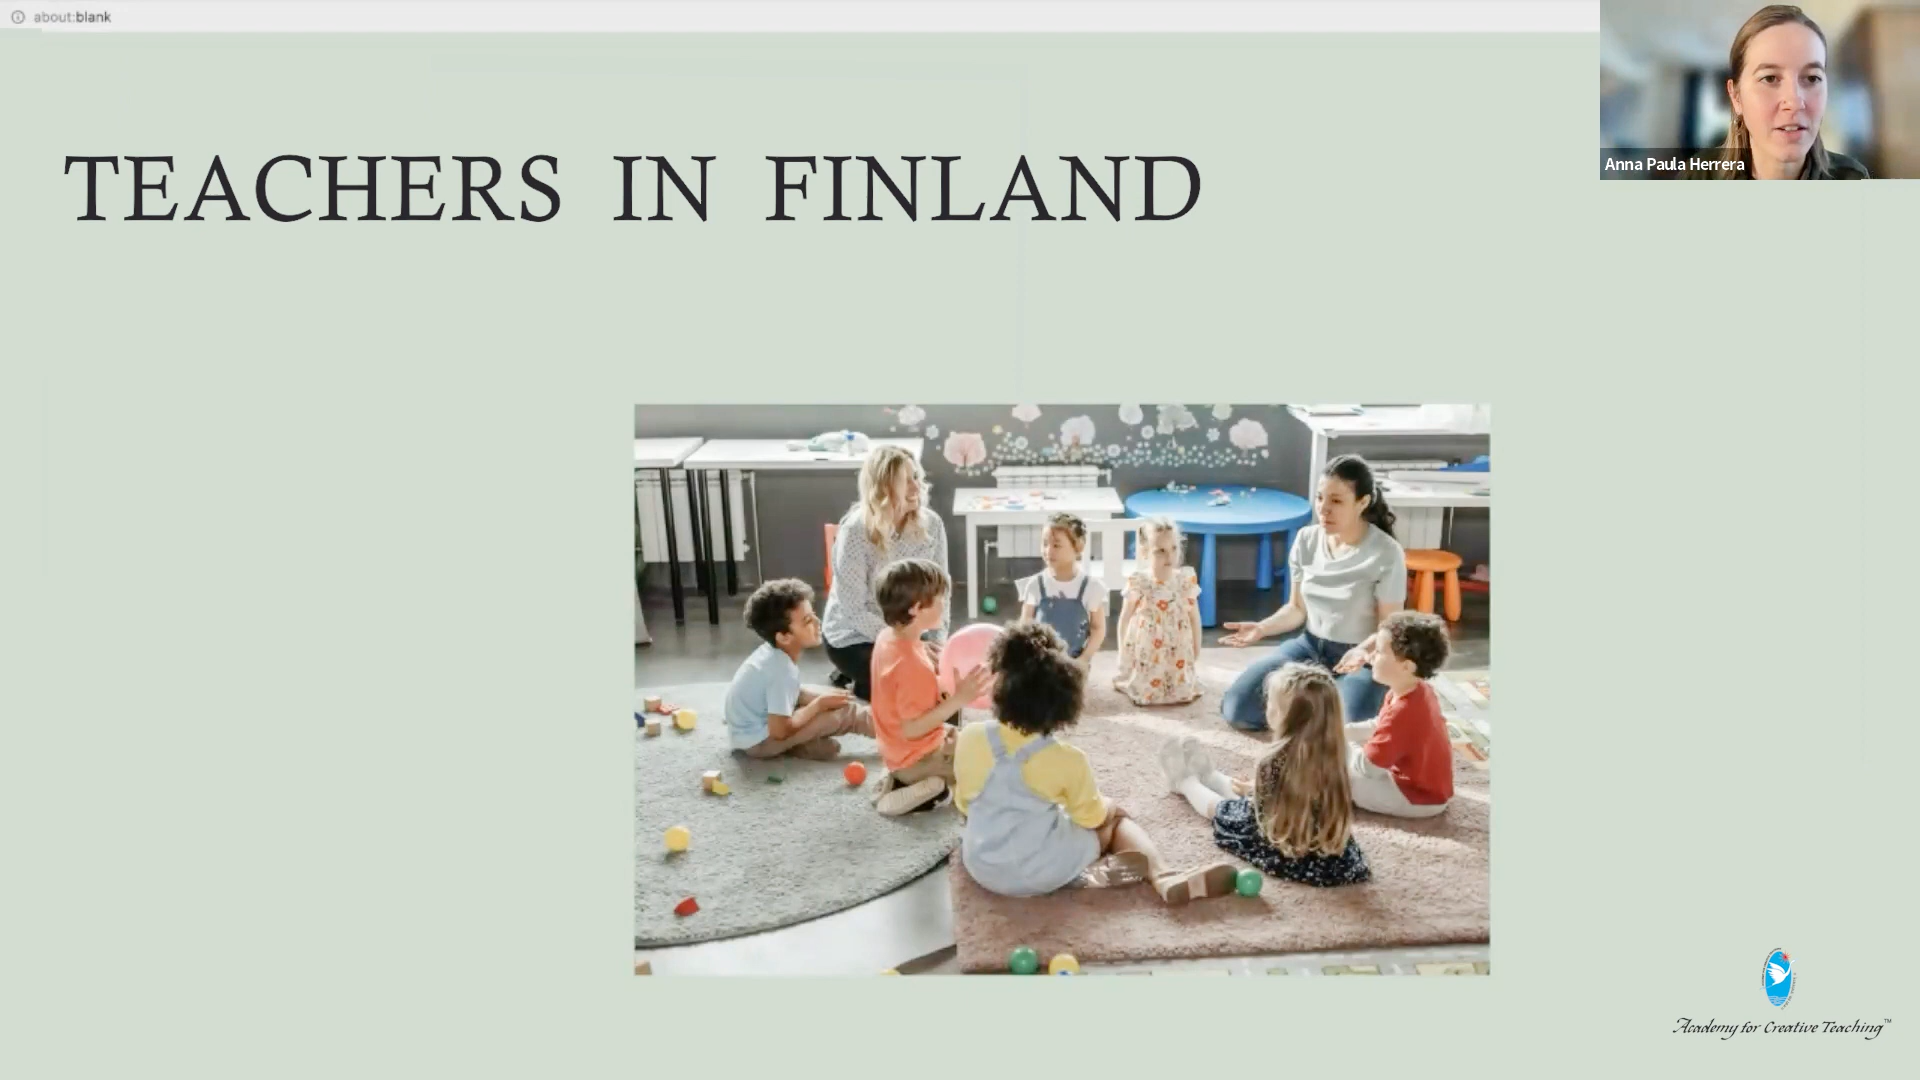 about:blank
Anna Paula Herrera
TEACHERS IN FINLAND
Academy for Creative Teaching™